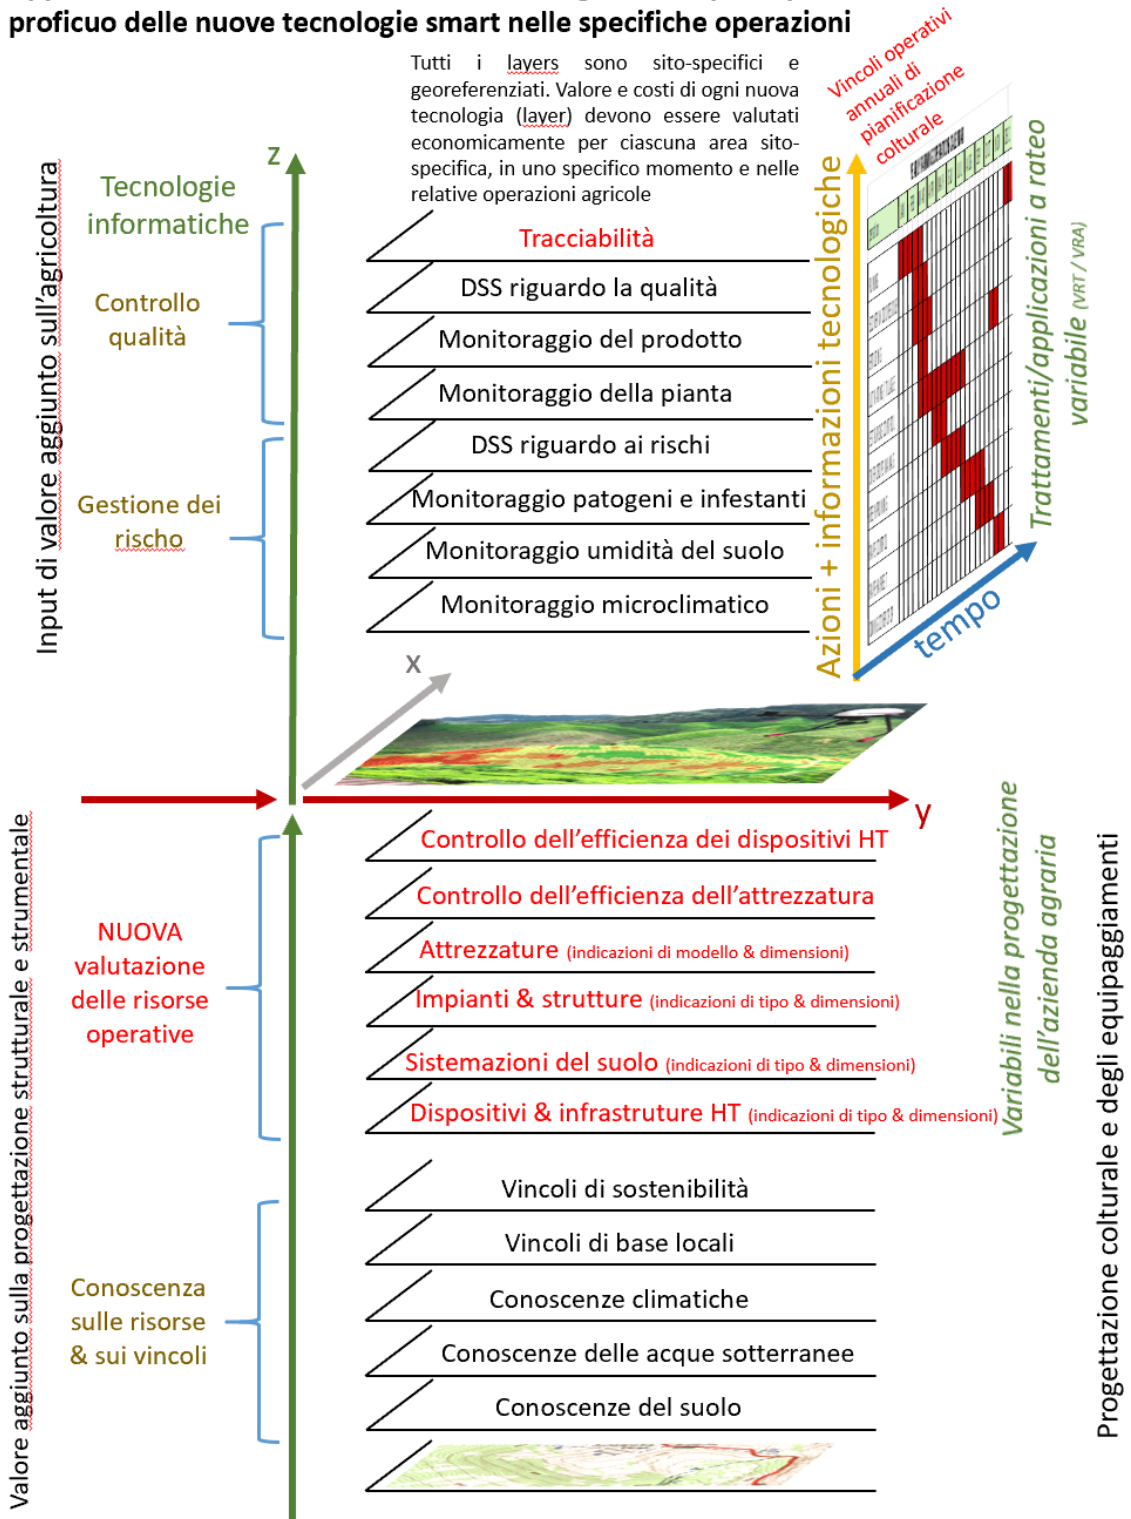 proficuo delle nuove tecnologie smart nelle specifiche operazioni
Tutti i layers sono sito-specifici e
georeferenziati. Valore e costi di ogni nuova
tecnologia (layer) devono essere valutati
economicamente per ciascuna area sito-
specifica, in uno specifico momento e nelle
relative operazioni agricole
Vincoli operativi
annuali di
pianificazione
colturale
z
Tecnologie
informatiche
Input di valore aggiunto sull'agricoltura
Controllo
qualità
Gestione dei
rischo
Tracciabilità
DSS riguardo la qualità
Monitoraggio del prodotto
Monitoraggio della pianta
DSS riguardo ai rischi
Monitoraggio patogeni e infestanti
Monitoraggio umidità del suolo
Monitoraggio microclimatico
Azioni + informazioni tecnologiche
tempo
Trattamenti/applicazioni a rateo
variabile (VRT / VRA)
x
y
Valore aggiunto sulla progettazione strutturale e strumentale
NUOVA
valutazione
delle risorse
operative
Controllo dell'efficienza dei dispositivi HT
Controllo dell'efficienza dell'attrezzatura
Attrezzature (indicazioni di modello & dimensioni)
Impianti & strutture (indicazioni di tipo & dimensioni)
Sistemazioni del suolo (indicazioni di tipo & dimensioni)
Dispositivi & infrastruture HT (indicazioni di tipo & dimensioni)
Variabili nella progettazione
dell'azienda agraria
Progettazione colturale e degli equipaggiamenti
Conoscenza
sulle risorse
& sui vincoli
Vincoli di sostenibilità
Vincoli di base locali
Conoscenze climatiche
Conoscenze delle acque sotterranee
Conoscenze del suolo